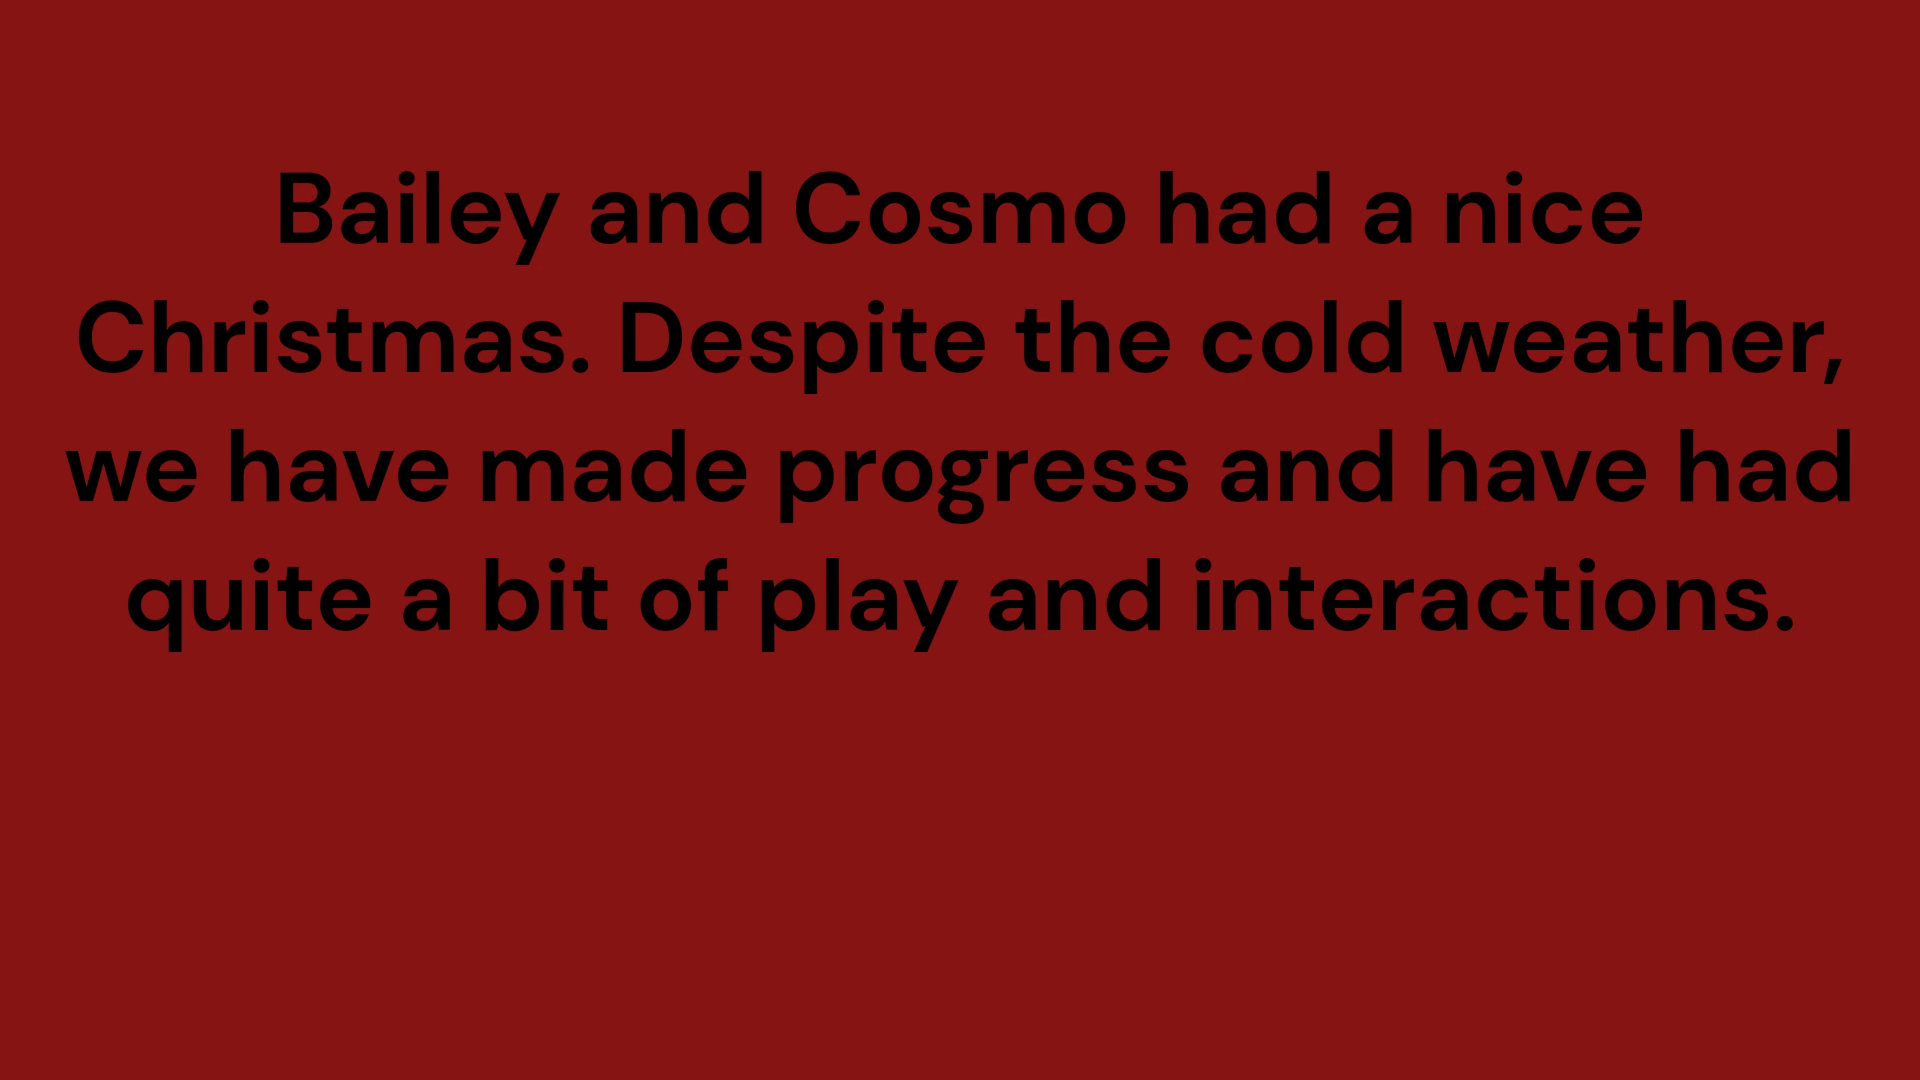 Bailey and Cosmo had a nice
Christmas. Despite the cold weather,
we have made progress and have had
quite a bit of play and interactions.